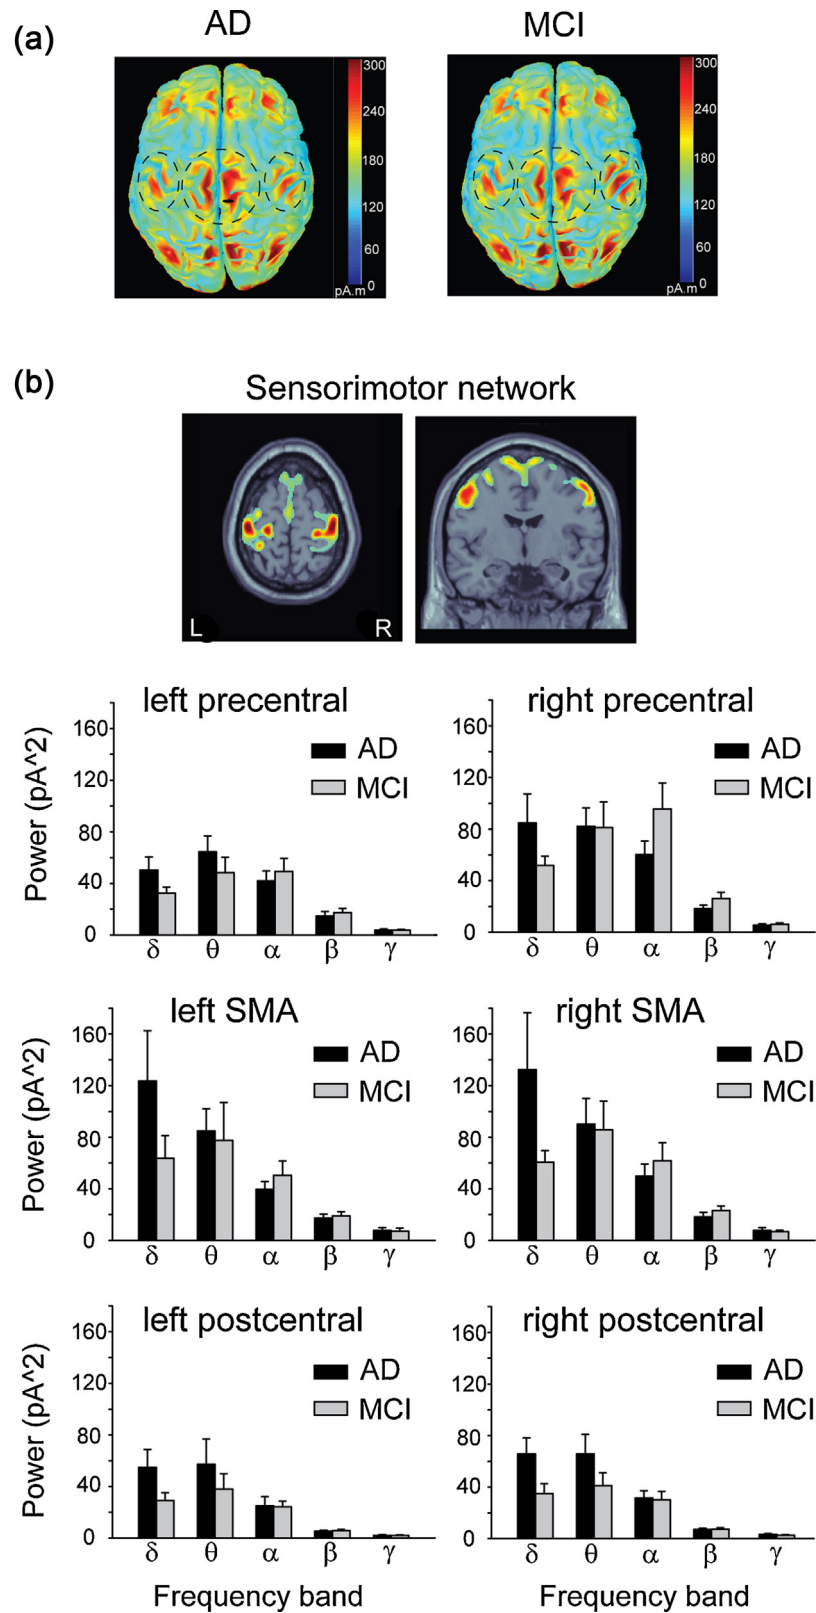 (a)
AD
MCI
300
240
180
120
60
0
pA.m
300
240
180
120
60
0
pA.m
(b)
Sensorimotor network
L
R
left precentral
Power (pA^2)
160
120
80
40
0
AD
MCI
δ θ α β γ
right precentral
160
120
80
40
0
AD
MCI
δ θ α β γ
left SMA
Power (pA^2)
160
120
80
40
0
AD
MCI
δ θ α β γ
right SMA
160
120
80
40
0
AD
MCI
δ θ α β γ
left postcentral
Power (pA^2)
160
120
80
40
0
AD
MCI
δ θ α β γ
Frequency band
right postcentral
160
120
80
40
0
AD
MCI
δ θ α β γ
Frequency band